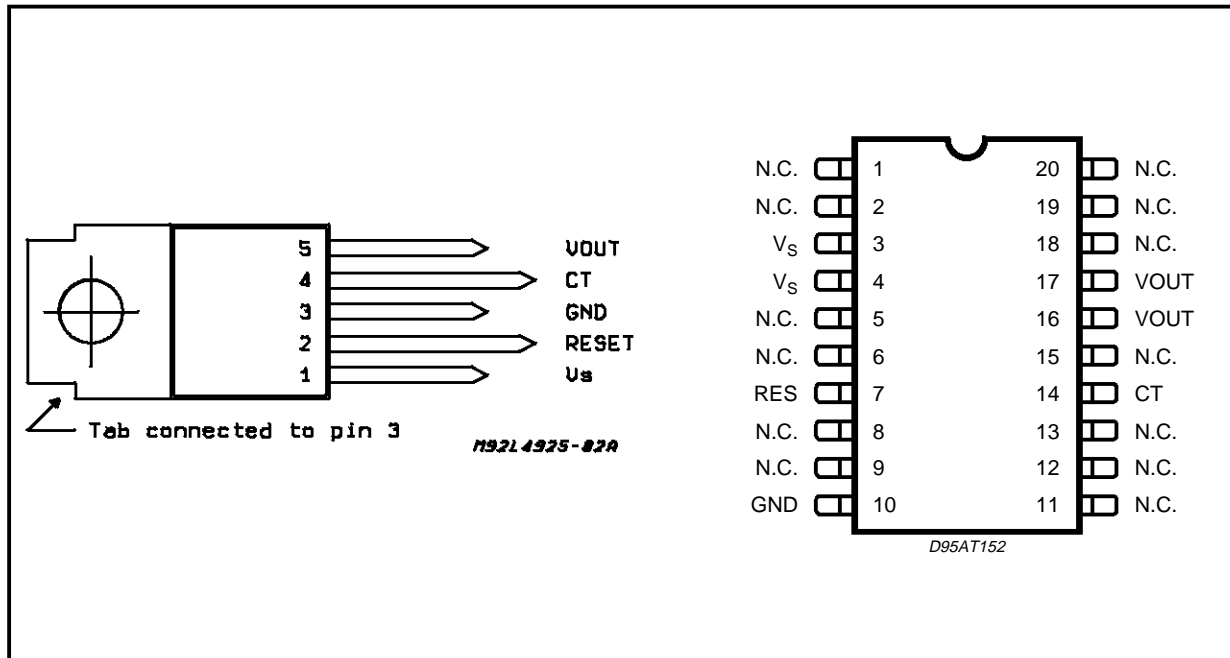 5 VOUT
4 CT
3 GND
2 RESET
1 Vs
Tab connected to pin 3
M92L4925-02A
N.C. 1 20 N.C.
N.C. 2 19 N.C.
VS 3 18 N.C.
VS 4 17 VOUT
N.C. 5 16 VOUT
N.C. 6 15 N.C.
RES 7 14 CT
N.C. 8 13 N.C.
N.C. 9 12 N.C.
GND 10 11 N.C.
D95AT152